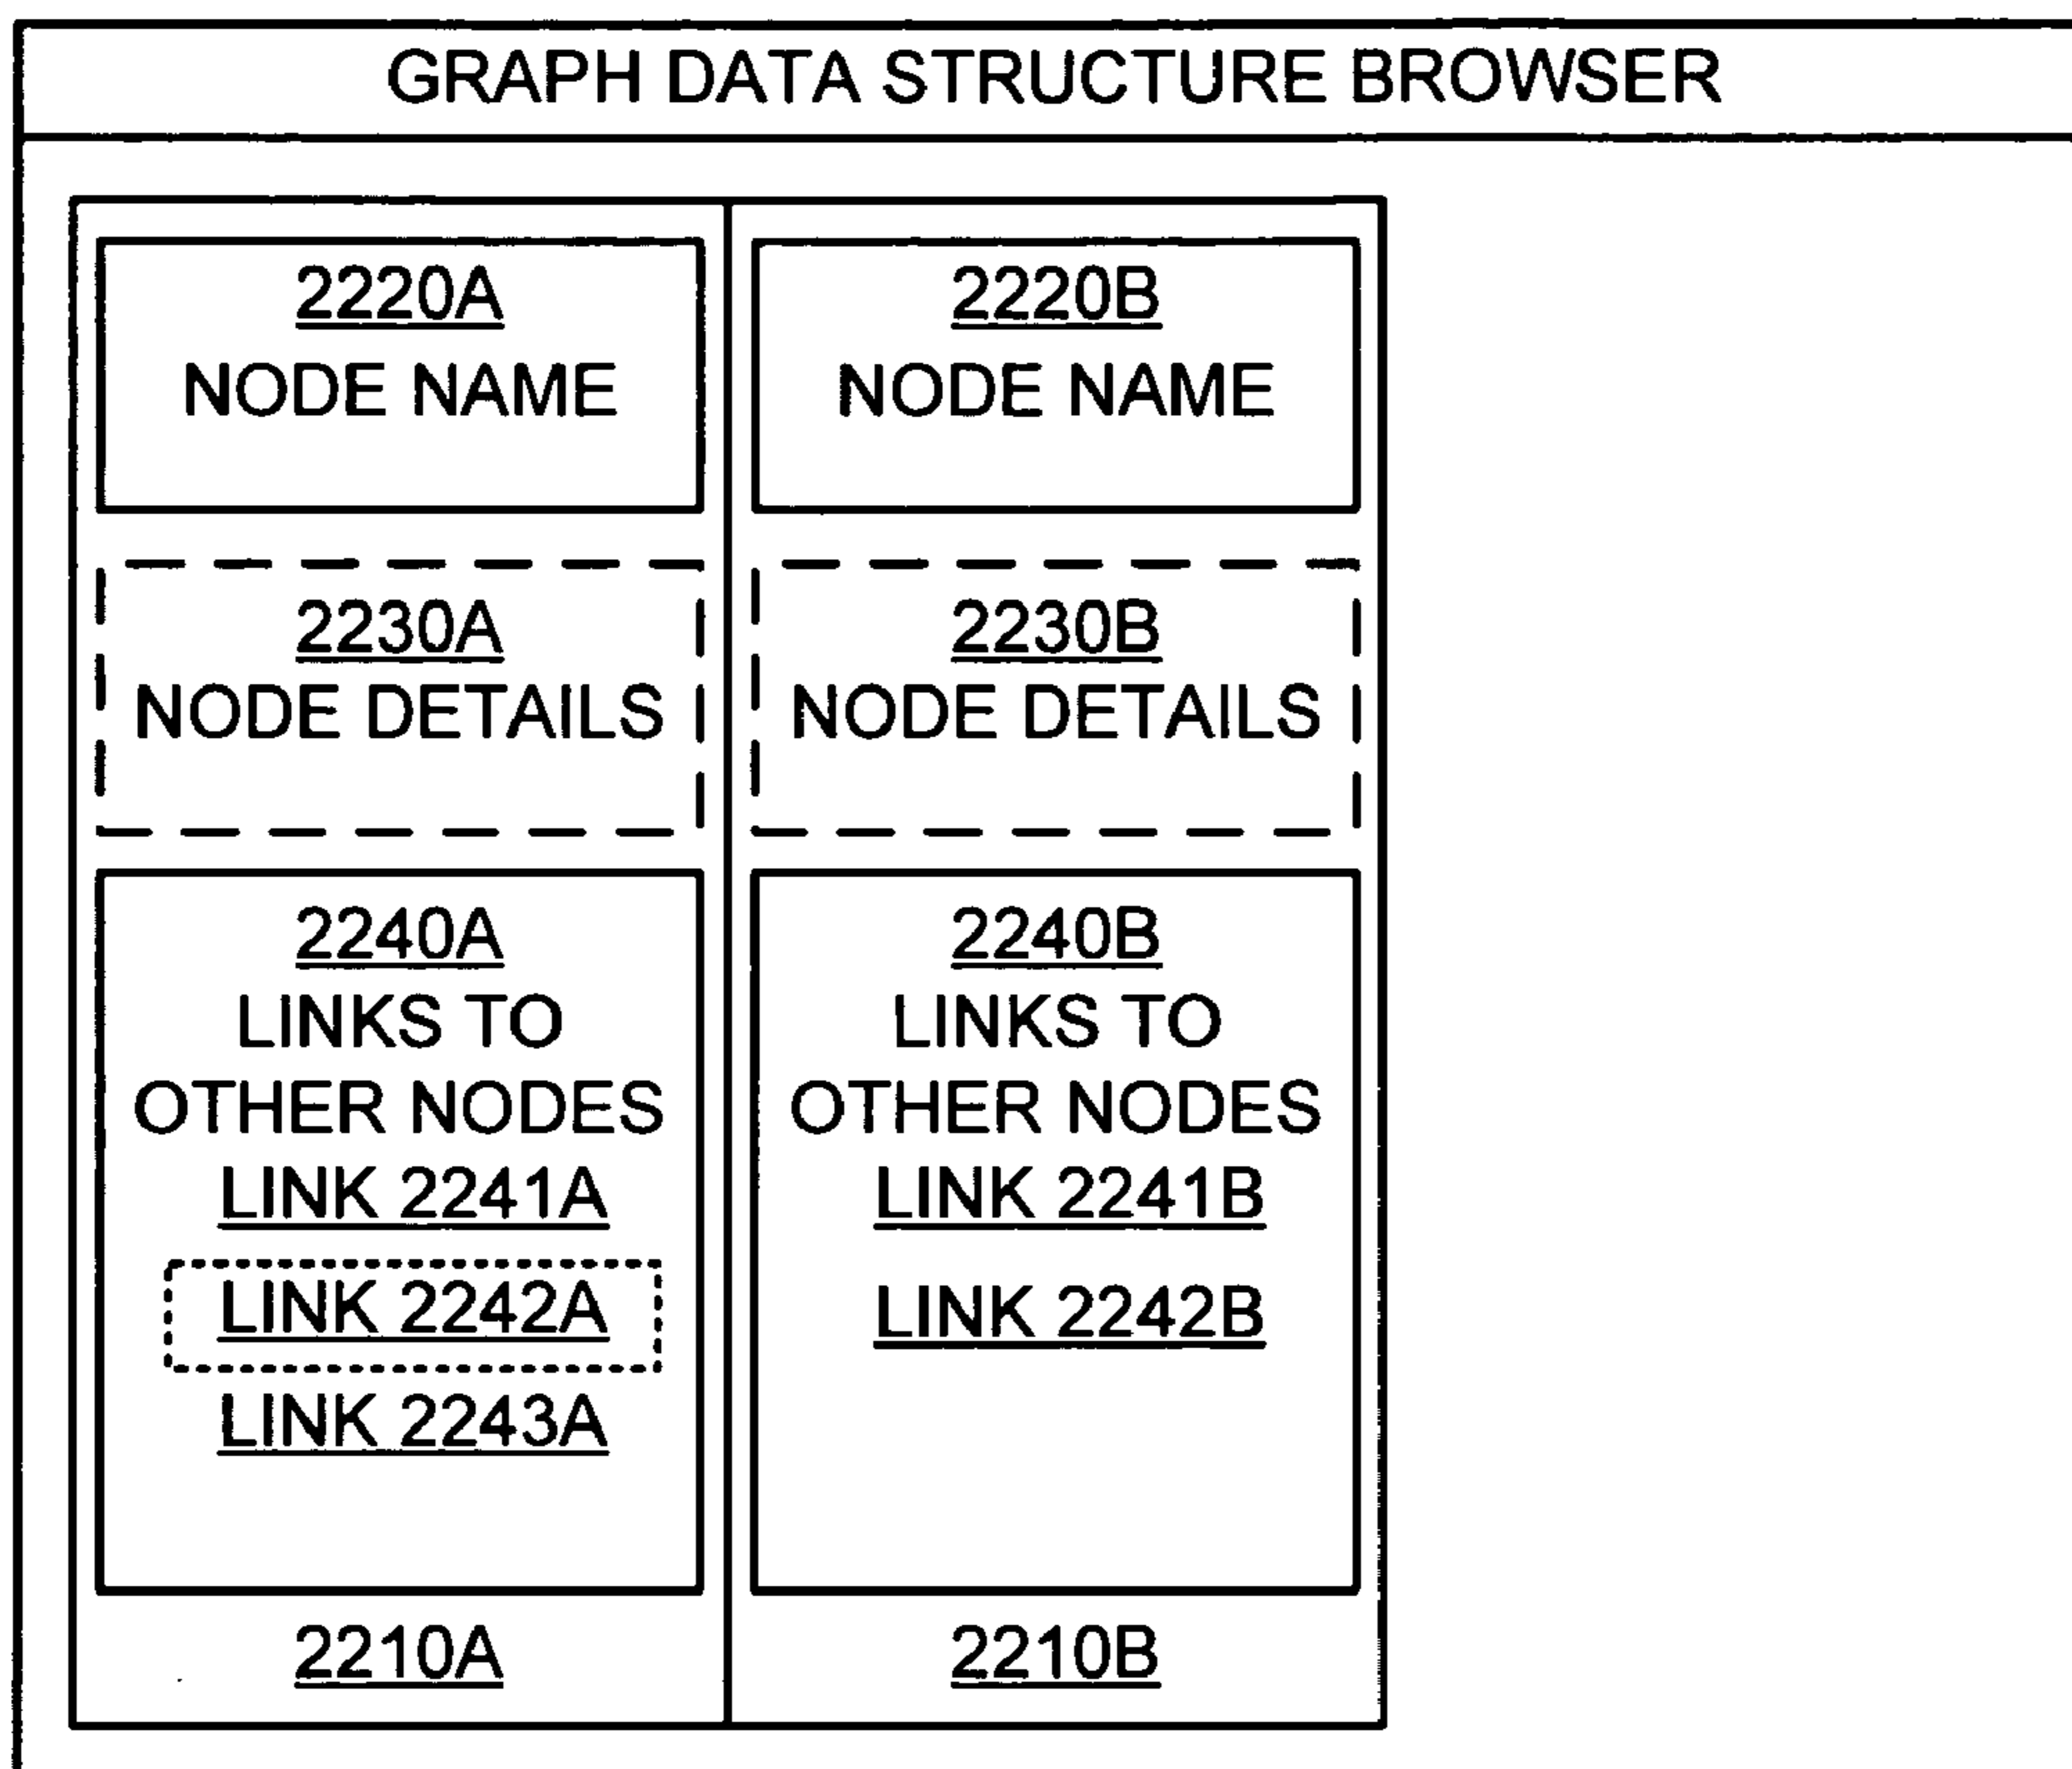 GRAPH DATA STRUCTURE BROWSER
2220A
NODE NAME
2230A
NODE DETAILS
2240A
LINKS TO
OTHER NODES
LINK 2241A
LINK 2242A
LINK 2243A
2210A
2220B
NODE NAME
2230B
NODE DETAILS
2240B
LINKS TO
OTHER NODES
LINK 2241B
LINK 2242B
2210B